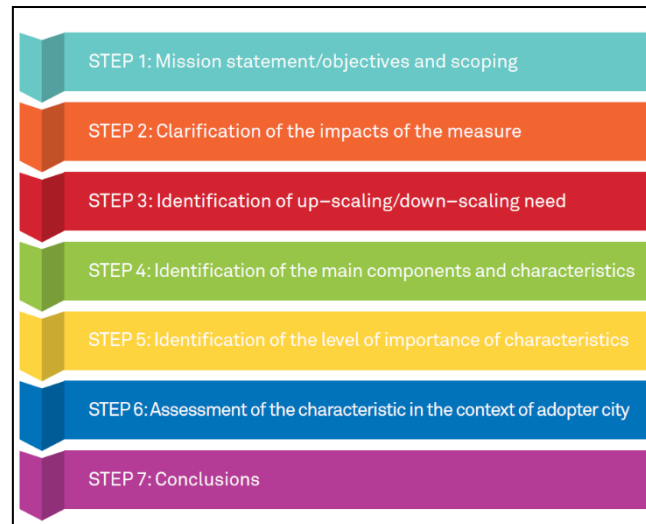 STEP 1: Mission statement/objectives and scoping
STEP 2: Clarification of the impacts of the measure
STEP 3: Identification of up-scaling/down-scaling need
STEP 4: Identification of the main components and characteristics
STEP 5: Identification of the level of importance of characteristics
STEP 6: Assessment of the characteristic in the context of adopter city
STEP 7: Conclusions